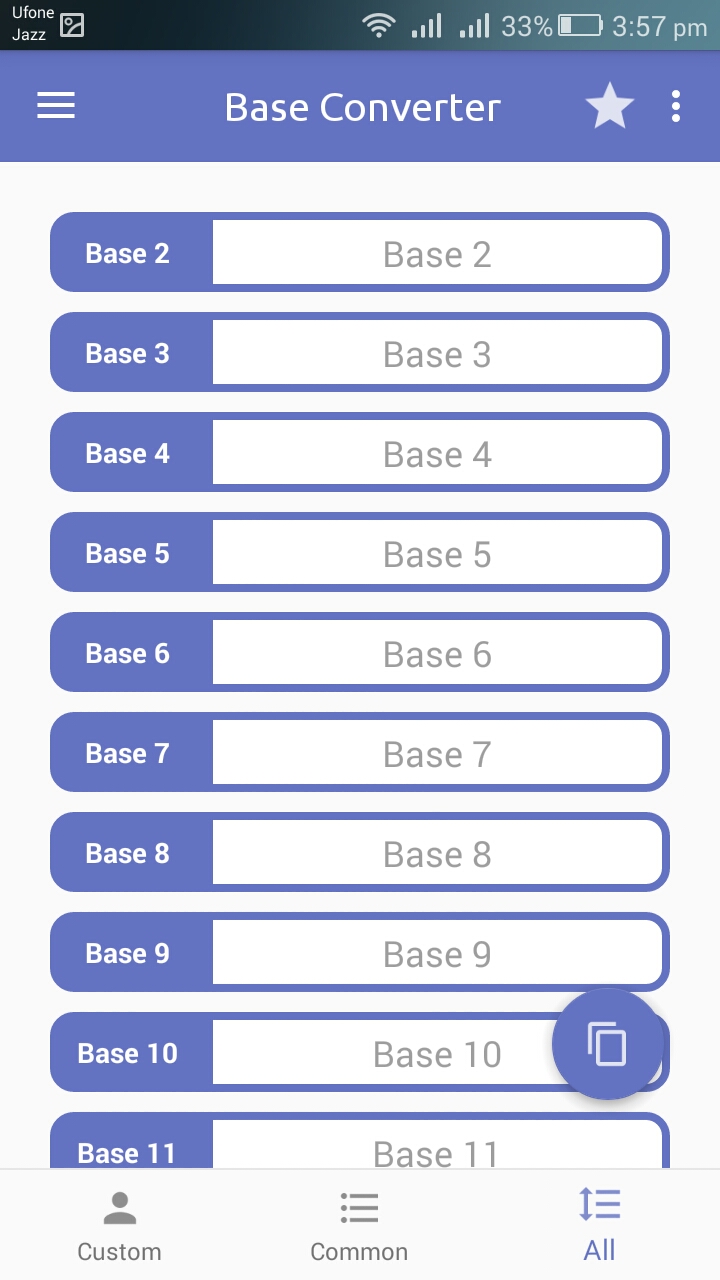 Ufone
Jazz
33% 3:57 pm
Base Converter
Base 2 Base 2
Base 3 Base 3
Base 4 Base 4
Base 5 Base 5
Base 6 Base 6
Base 7 Base 7
Base 8 Base 8
Base 9 Base 9
Base 10 Base 10
Base 11 Base 11
Custom Common All